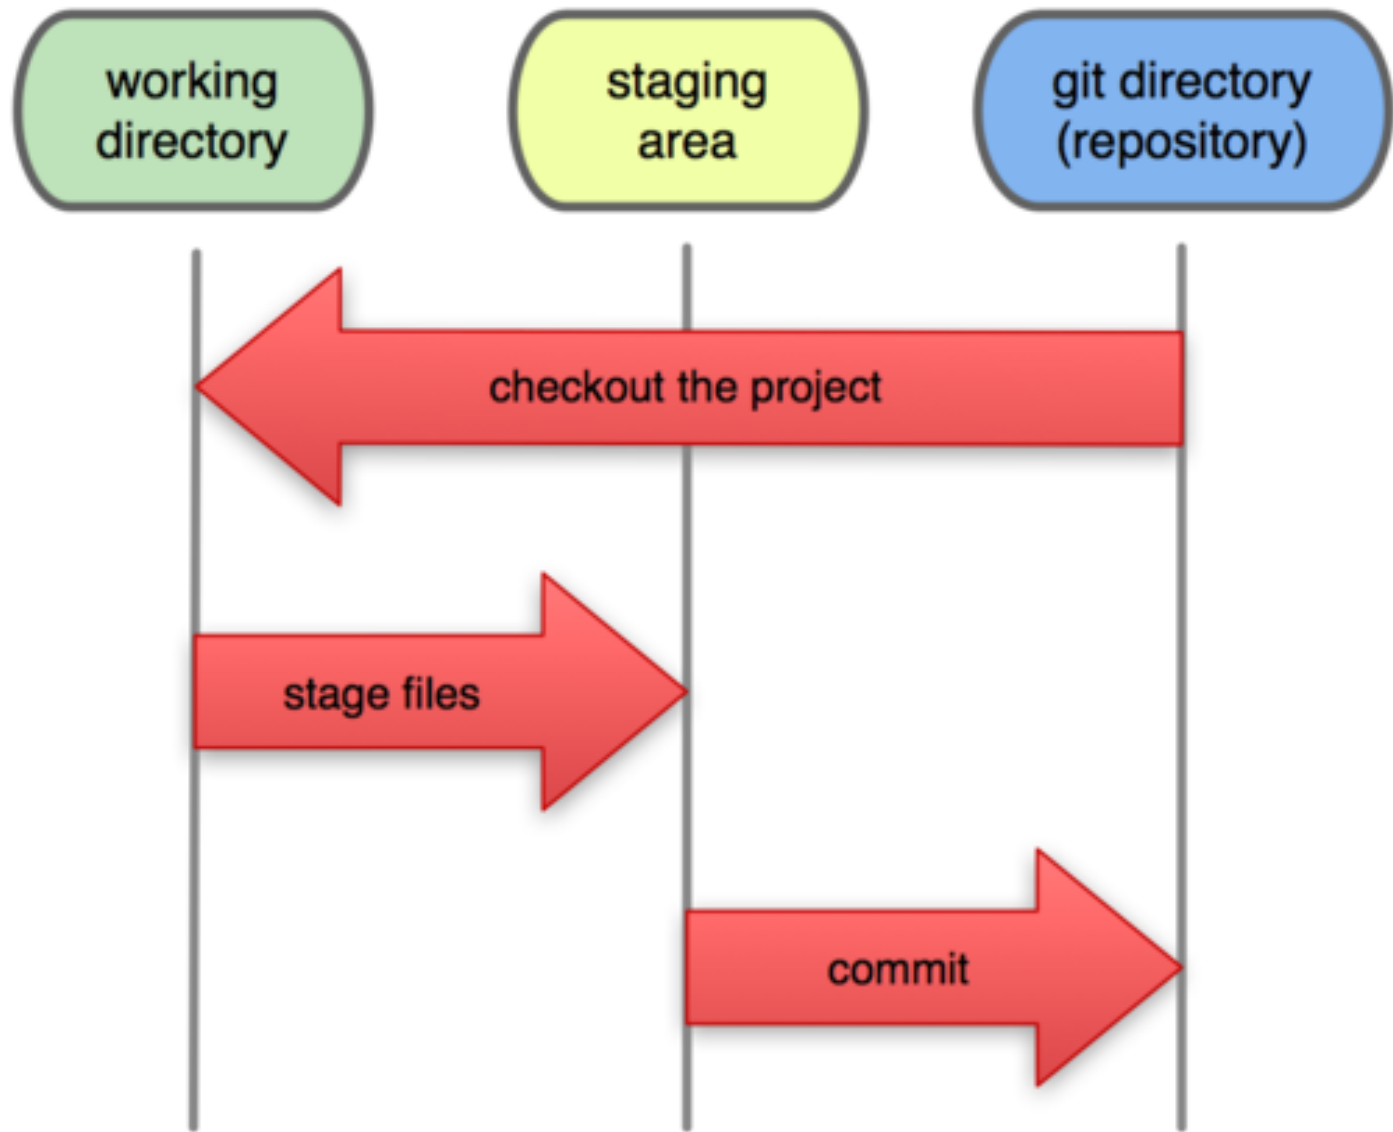 working
directory
staging
area
git directory
(repository)
checkout the project
stage files
commit